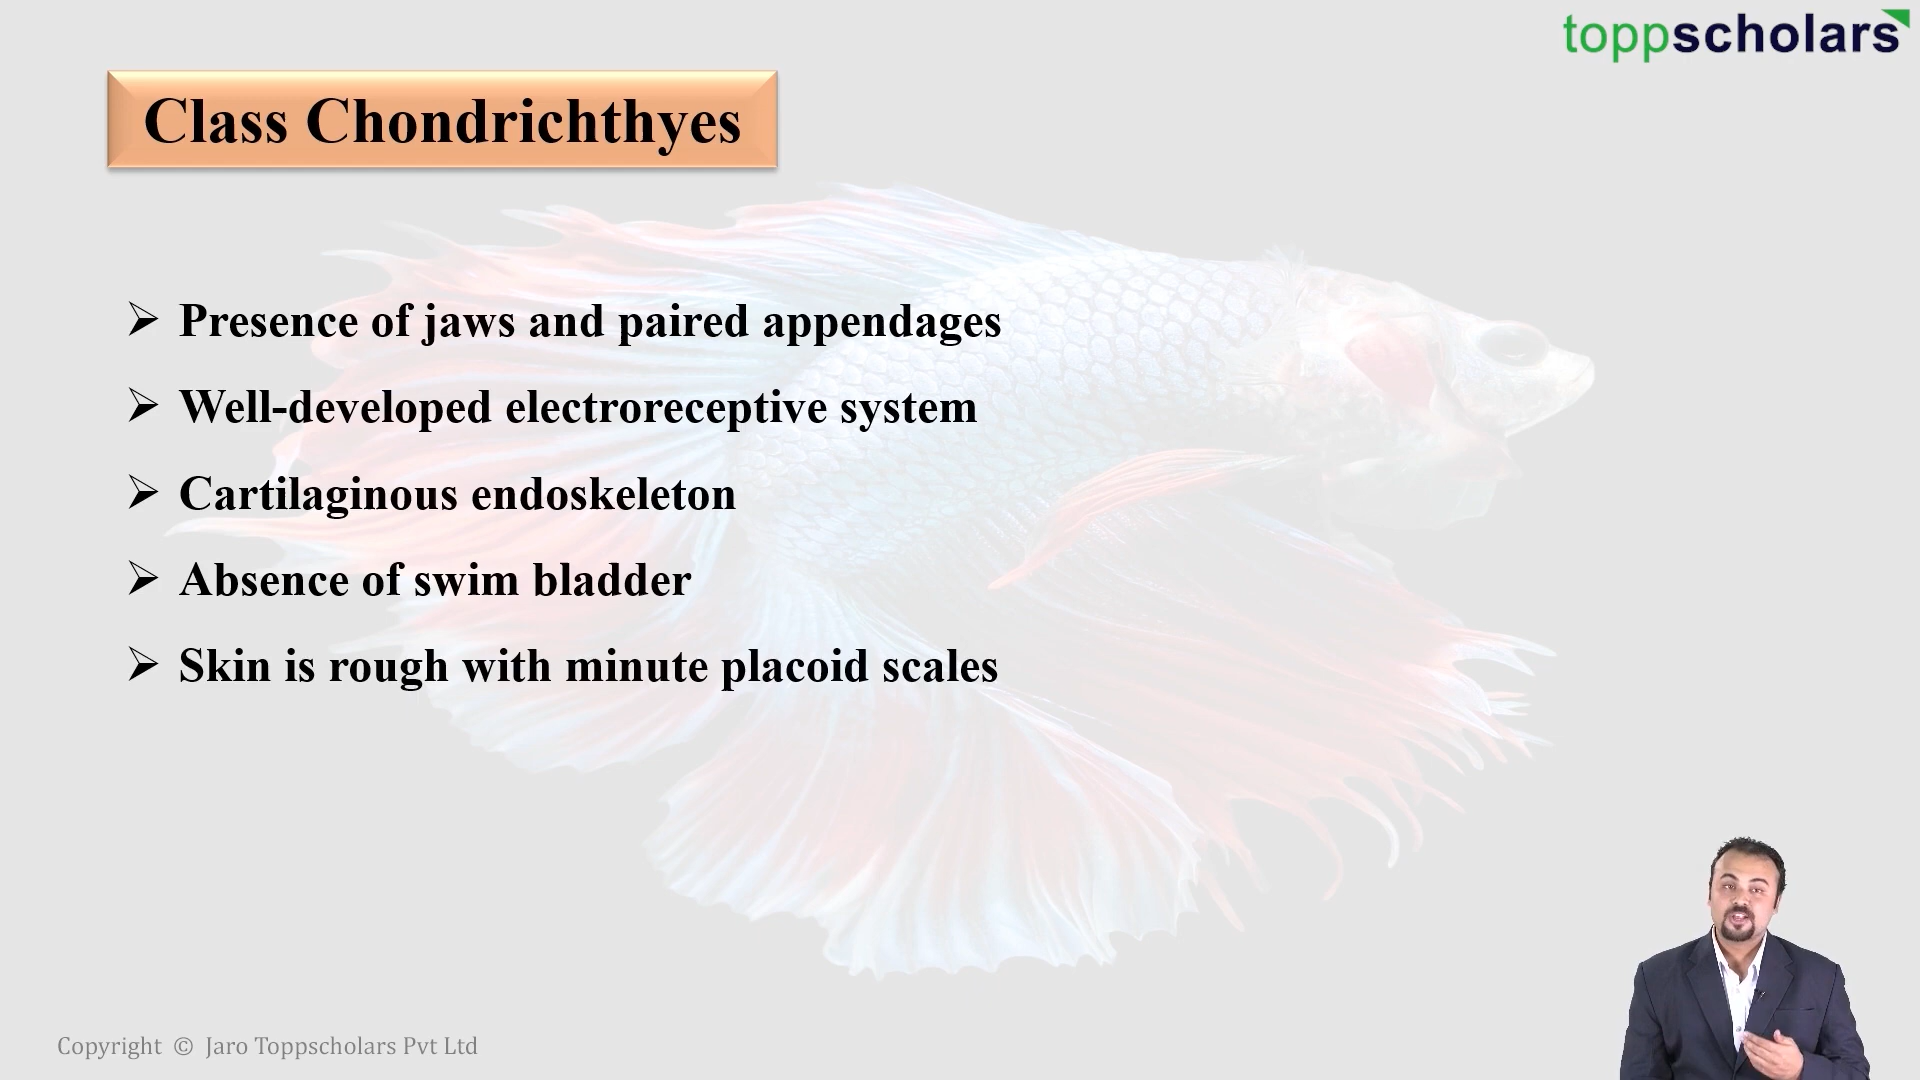 toppscholars
Class Chondrichthyes
➢ Presence of jaws and paired appendages
➢ Well-developed electroreceptive system
➢ Cartilaginous endoskeleton
➢ Absence of swim bladder
➢ Skin is rough with minute placoid scales
Copyright © Jaro Toppscholars Pvt Ltd